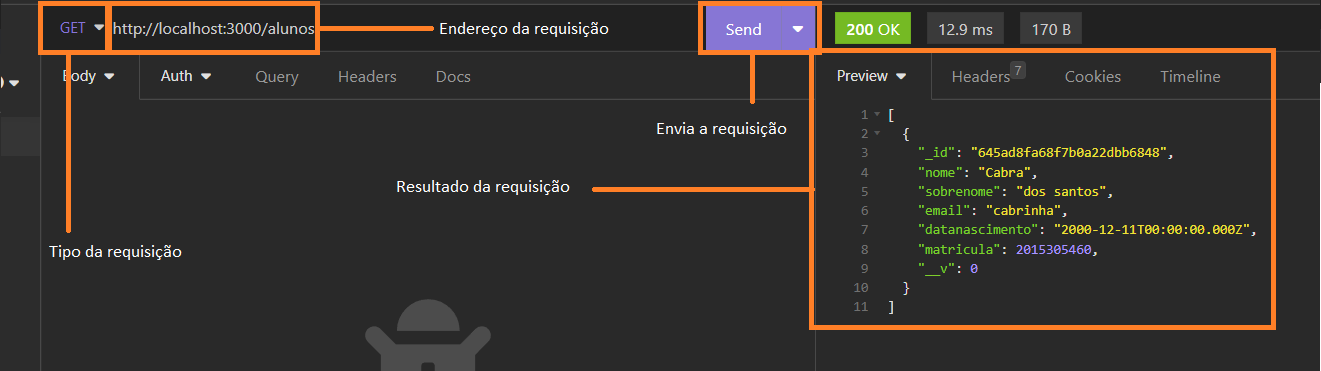 GET http://localhost:3000/alunos Endereço da requisição Send 200 OK 12.9 ms 170 B
Body Auth Query Headers Docs Preview Headers 7 Cookies Timeline
Envia a requisição
Resultado da requisição
Tipo da requisição
1 [
2 {
3 "_id": "645ad8fa68f7b0a22dbb6848",
4 "nome": "Cabra",
5 "sobrenome": "dos santos",
6 "email": "cabrinha",
7 "datanascimento": "2000-12-11T00:00:00.000Z",
8 "matricula": 2015305460,
9 "__v": 0
10 }
11 ]